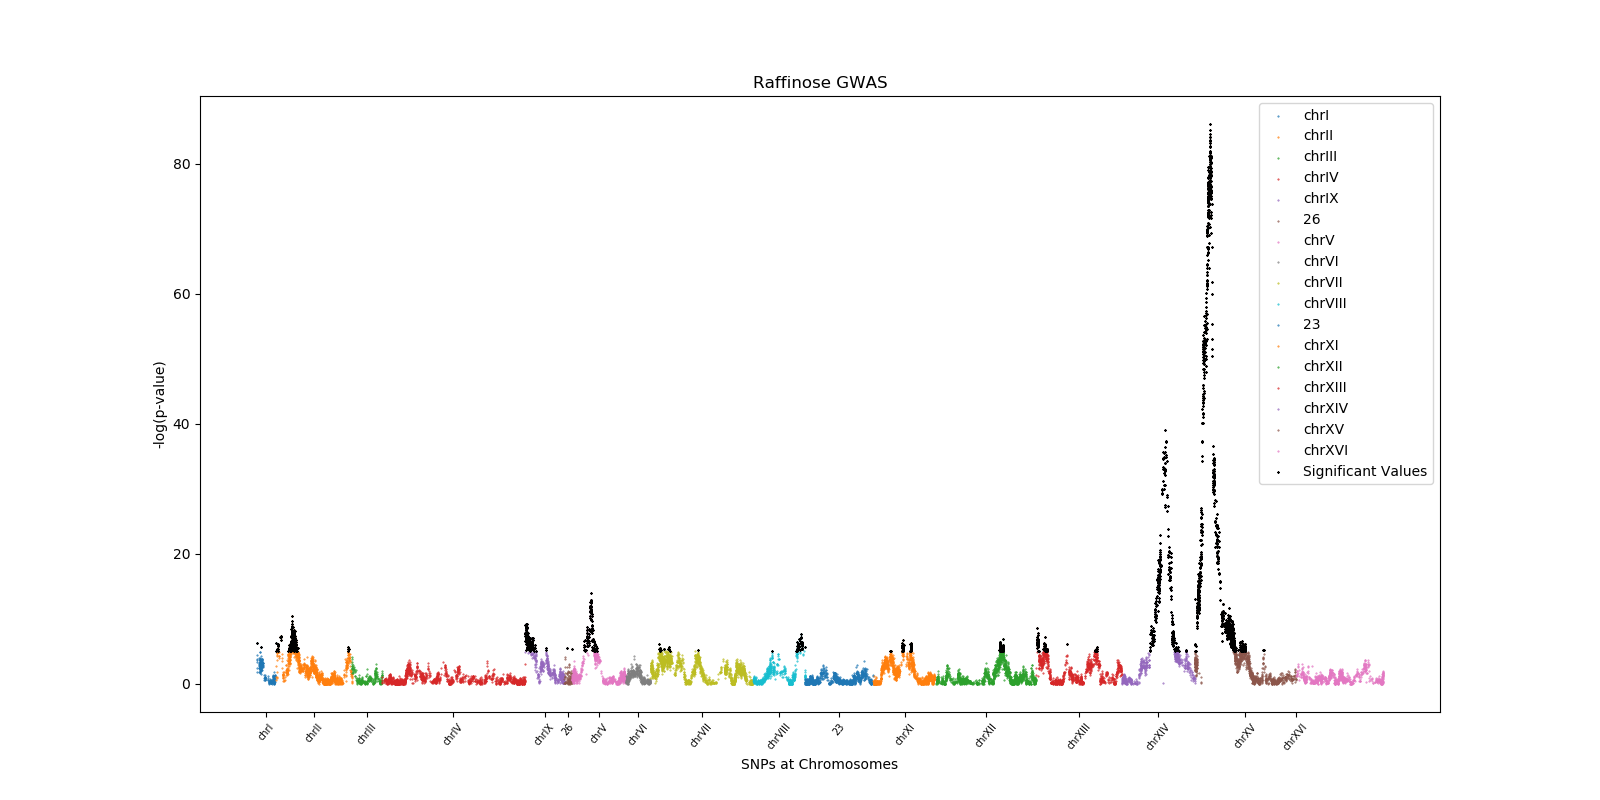 Raffinose GWAS
-log(p-value)
80
60
40
20
0
chrI
chrII
chrIII
chrIV
chrIX
26
chrV
chrVI
chrVII
chrVIII
23
chrXI
chrXII
chrXIII
chrXIV
chrXV
chrXVI
Significant Values
chrI
chrII
chrIII
chrIV
chrIX
26
chrV
chrVI
chrVII
chrVIII
23
chrXI
chrXII
chrXIII
chrXIV
chrXV
chrXVI
SNPs at Chromosomes